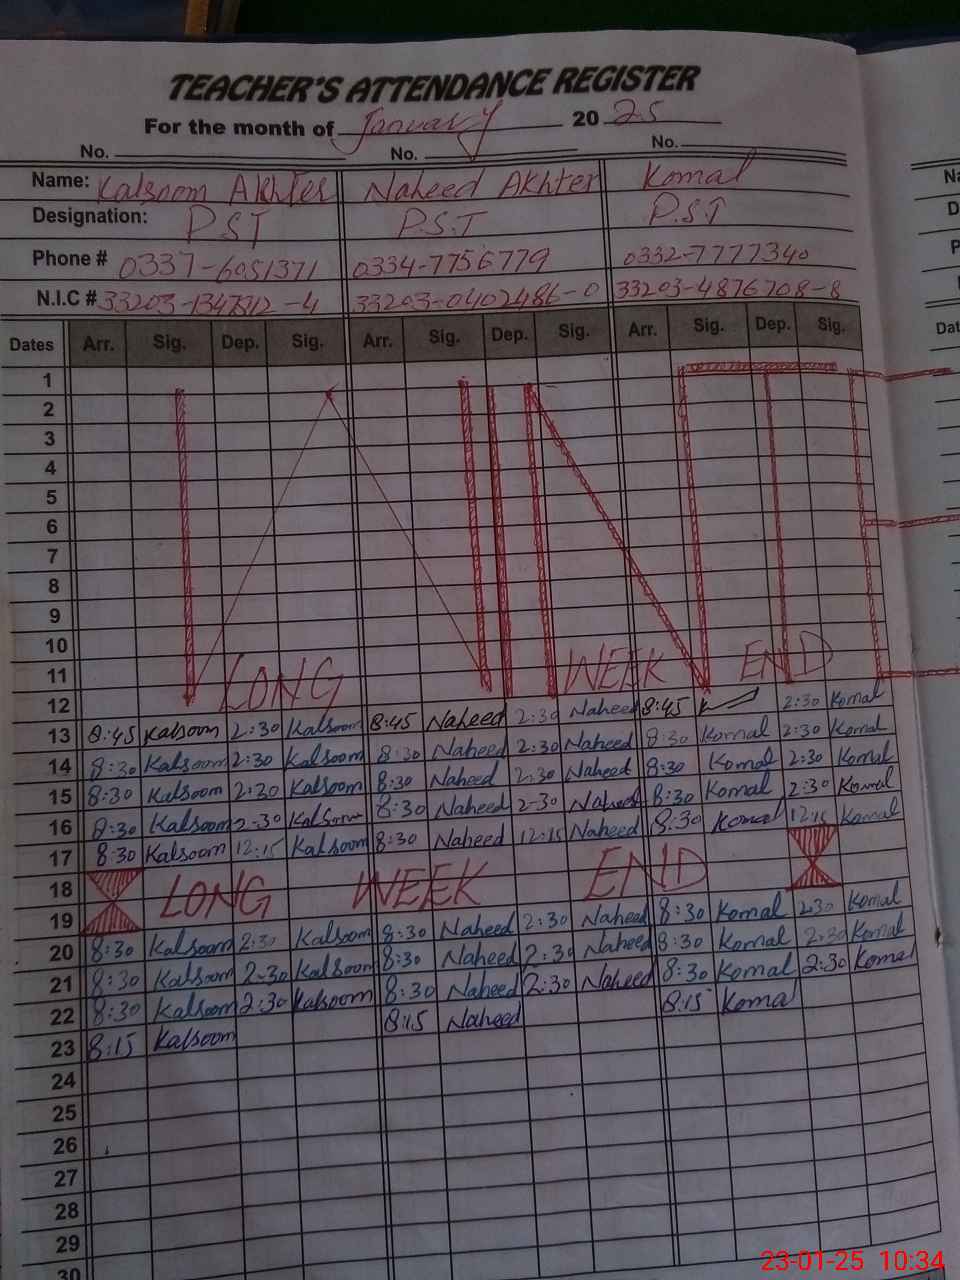 TEACHER'S ATTENDANCE REGISTER
For the month of January 20 25
No. No. No.
Name: Kalsoom Akhter Naheed Akhter Komal
Designation: P.S.T P.S.T P.S.T
Phone # 0337-6051371 0334-7756779 0332-7777340
N.I.C # 33203-4 33203-0402486-0 33203-4876708-8
Dates Arr. Sig. Dep. Sig. Arr. Sig. Dep. Sig. Arr. Sig. Dep. Sig.
1
2
3
4
5
6
7
8
9
10
11 LONG WEEK END
12
13 8:45 Kalsoom 2:30 Kalsoom 8:45 Naheed 2:30 Naheed 8:45 2:30 Komal
14 8:30 Kalsoom 2:30 Kalsoom 8:30 Naheed 2:30 Naheed 8:30 Komal 2:30 Komal
15 8:30 Kalsoom 2:30 Kalsoom 8:30 Naheed 2:30 Naheed 8:30 Komal 2:30 Komal
16 8:30 Kalsoom 2-30 Kalsoom 8:30 Naheed 2-30 Naheed 8:30 Komal 2:30 Komal
17 8:30 Kalsoom 12:15 Kalsoom 8:30 Naheed 12:15 Naheed 8:30 Komal 12:15 Komal
18 LONG WEEK END
19
20 8:30 Kalsoom 2:30 Kalsoom 8:30 Naheed 2:30 Naheed 8:30 Komal 2:30 Komal
21 8:30 Kalsoom 2-30 Kalsoom 8:30 Naheed 2:30 Naheed 8:30 Komal 2:30 Komal
22 8:30 Kalsoom 2:30 Kalsoom 8:30 Naheed 2:30 Naheed 8:30 Komal 2:30 Komal
23 8:15 Kalsoom 8:15 Naheed 8:15 Komal
24
25
26
27
28
29
30
Na
D
P
Dat
23-01-25 10:34